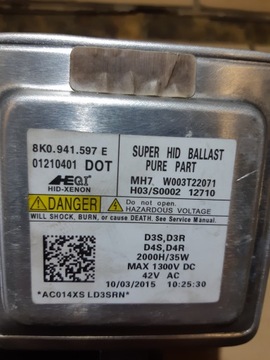 8K0.941.597 E
01210401 DOT
AEGI
HID-XENON
SUPER HID BALLAST
PURE PART
MH7 W003T22071
H03/S0002 12710
DANGER
Do not open.
HAZARDOUS VOLTAGE
WILL SHOCK, BURN, or cause DEATH. See Service Manual.
D3S,D3R
D4S,D4R
2000H/35W
MAX 1300V DC
42V AC
10/03/2015 10:25:30
*AC014XS LD3SRN*